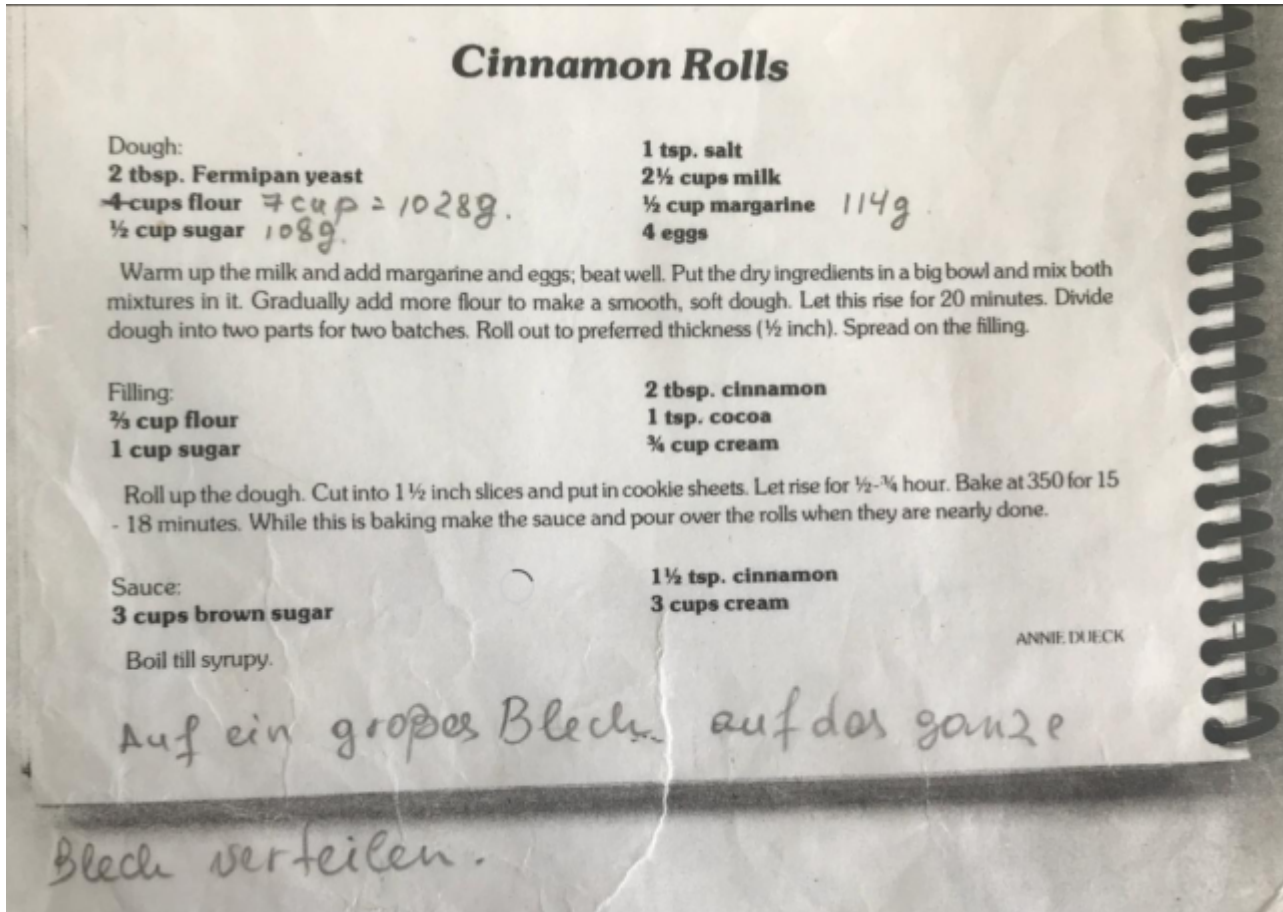 Cinnamon Rolls
Dough:
2 tbsp. Fermipan yeast
4 cups flour 7 cup = 1028g.
½ cup sugar 108g.
1 tsp. salt
2½ cups milk
½ cup margarine 114g
4 eggs
Warm up the milk and add margarine and eggs; beat well. Put the dry ingredients in a big bowl and mix both
mixtures in it. Gradually add more flour to make a smooth, soft dough. Let this rise for 20 minutes. Divide
dough into two parts for two batches. Roll out to preferred thickness (½ inch). Spread on the filling.
Filling:
⅔ cup flour
1 cup sugar
2 tbsp. cinnamon
1 tsp. cocoa
¾ cup cream
Roll up the dough. Cut into 1½ inch slices and put in cookie sheets. Let rise for ½-¾ hour. Bake at 350 for 15
- 18 minutes. While this is baking make the sauce and pour over the rolls when they are nearly done.
Sauce:
3 cups brown sugar
1½ tsp. cinnamon
3 cups cream
ANNIE DUECK
Boil till syrupy.
Auf ein großes Blech auf das ganze
Blech verteilen.